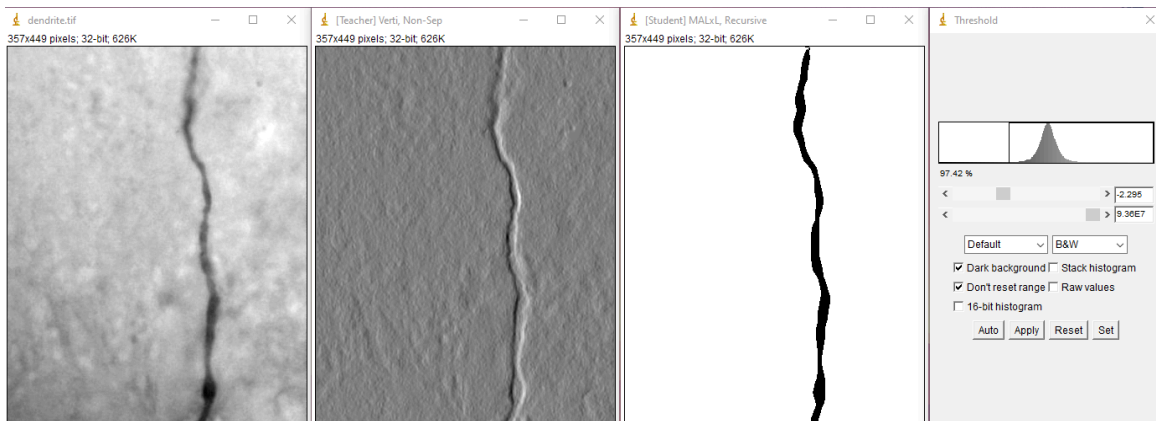 dendrite.tif
357x449 pixels; 32-bit; 626K
[Teacher] Verti, Non-Sep
357x449 pixels; 32-bit; 626K
[Student] MALxL, Recursive
357x449 pixels; 32-bit; 626K
Threshold
97.42 %
-2.295
9.36E7
Default B&W
Dark background Stack histogram
Don't reset range Raw values
16-bit histogram
Auto Apply Reset Set